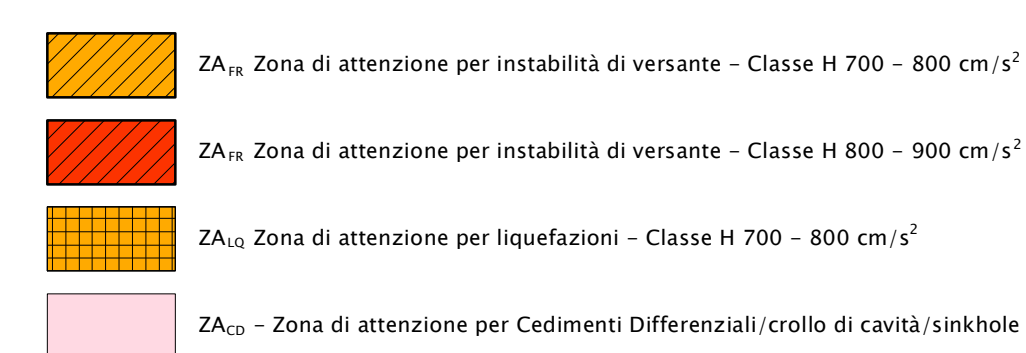 ZA_FR Zona di attenzione per instabilità di versante – Classe H 700 – 800 cm/s²
ZA_FR Zona di attenzione per instabilità di versante – Classe H 800 – 900 cm/s²
ZA_LQ Zona di attenzione per liquefazioni – Classe H 700 – 800 cm/s²
ZA_CD – Zona di attenzione per Cedimenti Differenziali/crollo di cavità/sinkhole